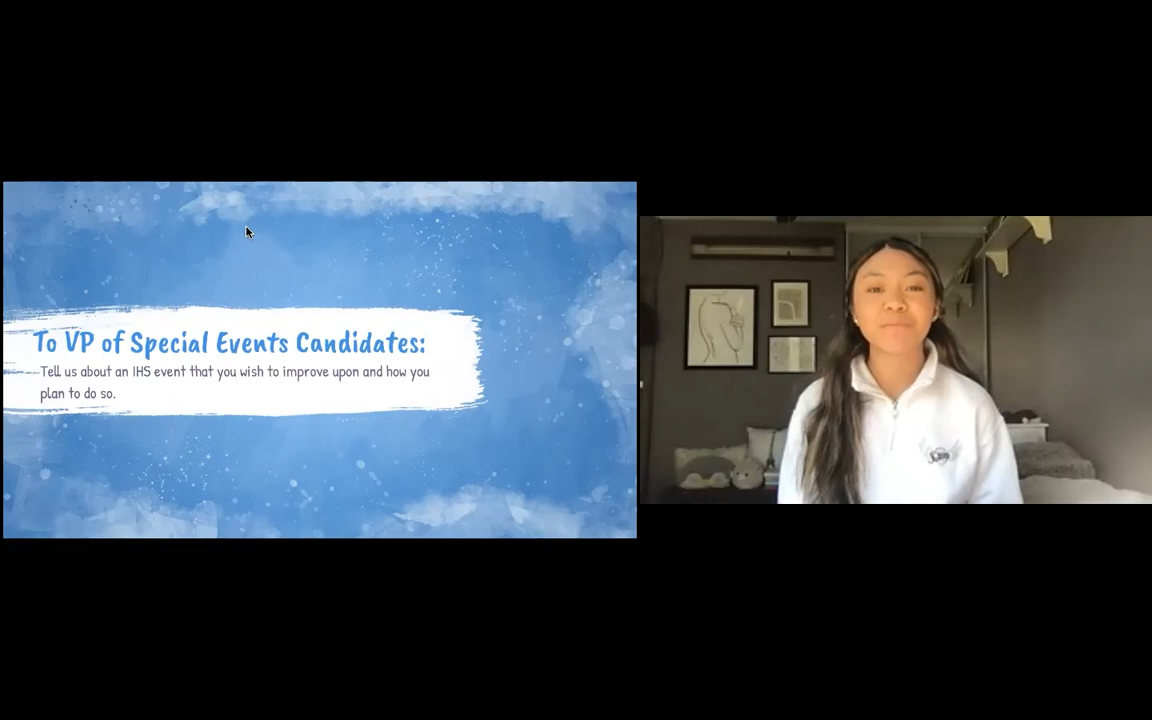 To VP of Special Events Candidates:
Tell us about an IHS event that you wish to improve upon and how you
plan to do so.